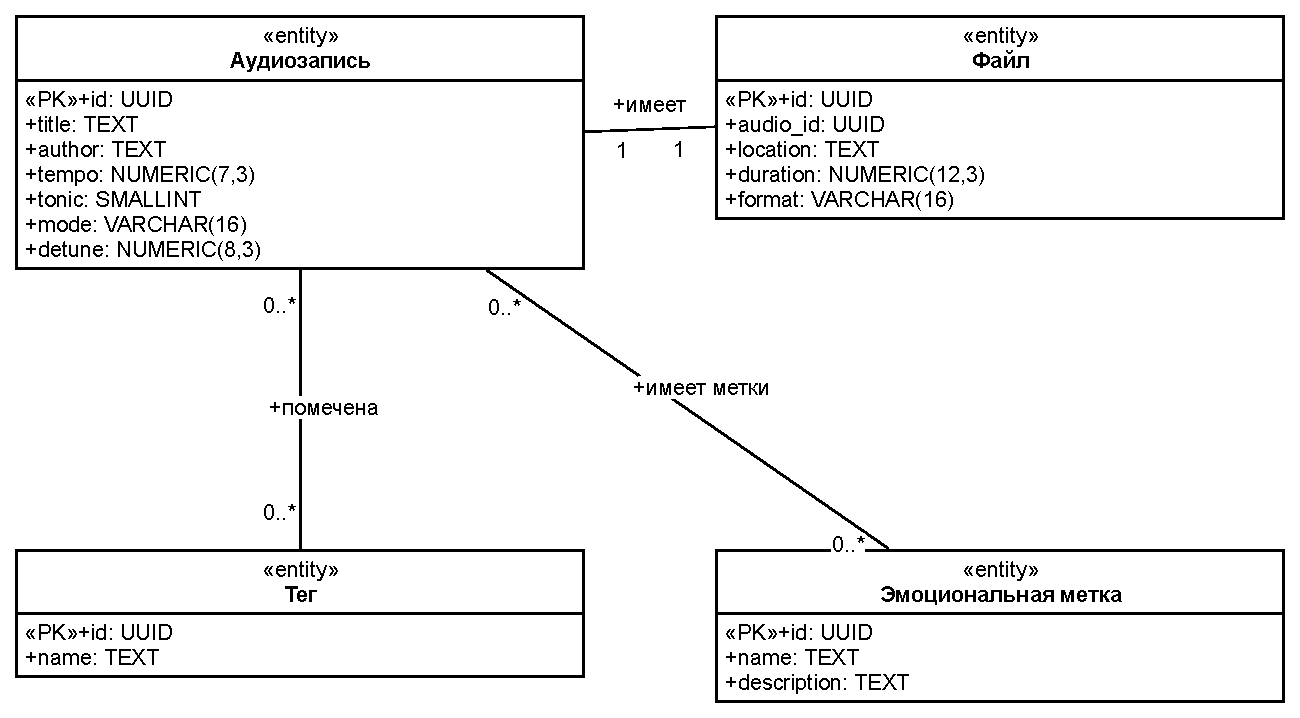 «entity»
Аудиозапись
«PK»+id: UUID
+title: TEXT
+author: TEXT
+tempo: NUMERIC(7,3)
+tonic: SMALLINT
+mode: VARCHAR(16)
+detune: NUMERIC(8,3)
+имеет
1 1
«entity»
Файл
«PK»+id: UUID
+audio_id: UUID
+location: TEXT
+duration: NUMERIC(12,3)
+format: VARCHAR(16)
0..*
0..*
+помечена
+имеет метки
0..*
0..*
«entity»
Тег
«PK»+id: UUID
+name: TEXT
«entity»
Эмоциональная метка
«PK»+id: UUID
+name: TEXT
+description: TEXT